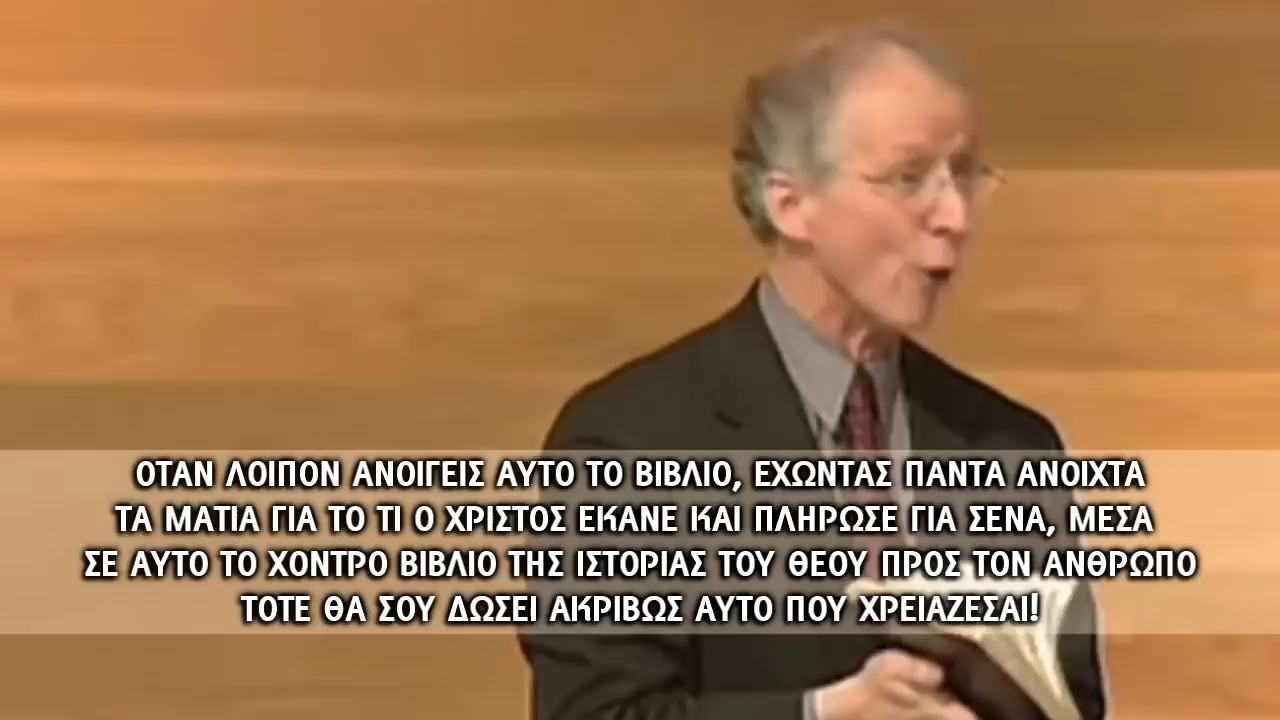 ΟΤΑΝ ΛΟΙΠΟΝ ΑΝΟΙΓΕΙΣ ΑΥΤΟ ΤΟ ΒΙΒΛΙΟ, ΕΧΩΝΤΑΣ ΠΑΝΤΑ ΑΝΟΙΧΤΑ
ΤΑ ΜΑΤΙΑ ΓΙΑ ΤΟ ΤΙ Ο ΧΡΙΣΤΟΣ ΕΚΑΝΕ ΚΑΙ ΠΛΗΡΩΣΕ ΓΙΑ ΣΕΝΑ, ΜΕΣΑ
ΣΕ ΑΥΤΟ ΤΟ ΧΟΝΤΡΟ ΒΙΒΛΙΟ ΤΗΣ ΙΣΤΟΡΙΑΣ ΤΟΥ ΘΕΟΥ ΠΡΟΣ ΤΟΝ ΑΝΘΡΩΠΟ
ΤΟΤΕ ΘΑ ΣΟΥ ΔΩΣΕΙ ΑΚΡΙΒΩΣ ΑΥΤΟ ΠΟΥ ΧΡΕΙΑΖΕΣΑΙ!